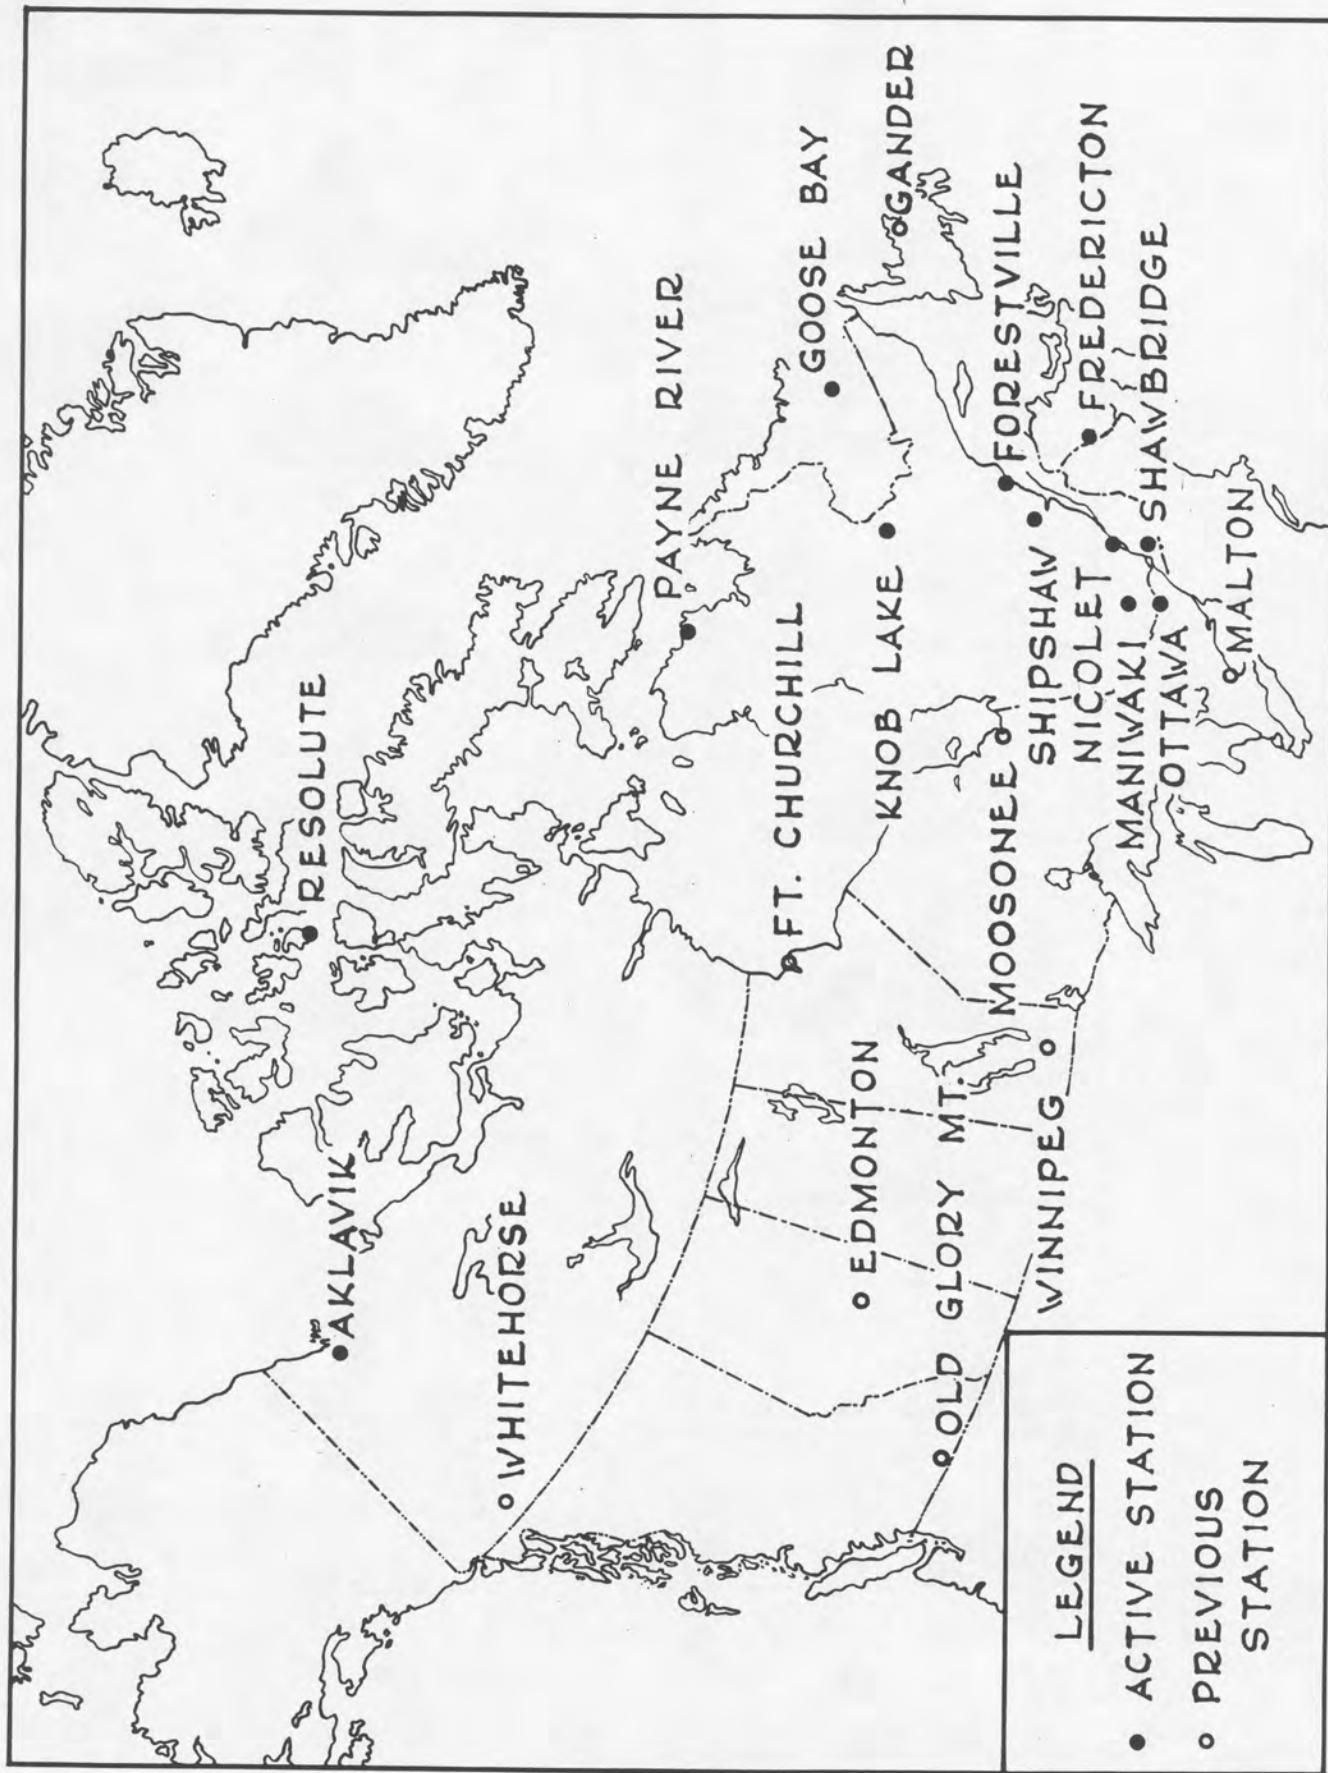 RESOLUTE
AKLAVIK
PAYNE RIVER
WHITEHORSE
GOOSE BAY
GANDER
FT. CHURCHILL
KNOB LAKE
EDMONTON
FORESTVILLE
OLD GLORY MT.
MOOSONEE
SHIPSHAW
FREDERICTON
NICOLET
SHAWBRIDGE
WINNIPEG
MANIWAKI
OTTAWA
MALTON
LEGEND
ACTIVE STATION
PREVIOUS
STATION